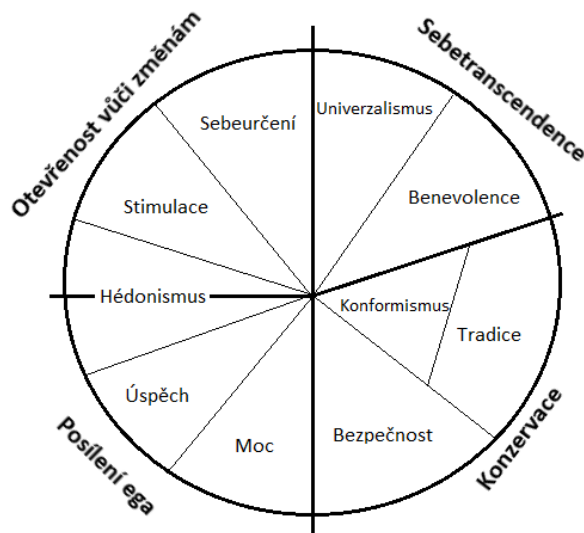 Otevřenost vůči změnám
Sebetranscendence
Sebeurčení
Univerzalismus
Stimulace
Benevolence
Hédonismus
Konformismus
Tradice
Úspěch
Moc
Bezpečnost
Posílení ega
Konzervace